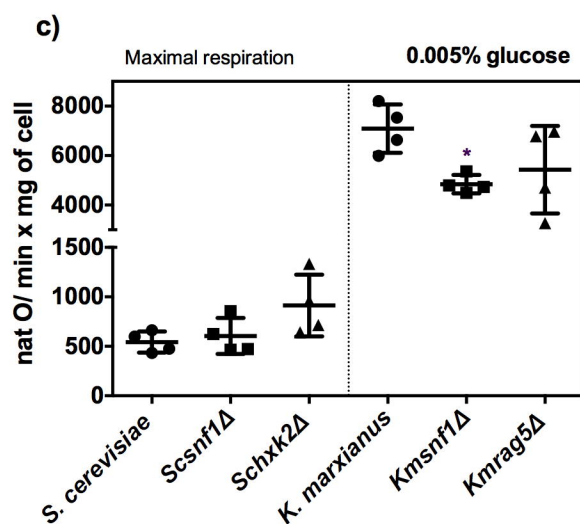 c)
Maximal respiration 0.005% glucose
nat O/ min x mg of cell
8000
6000
4000
1500
1000
500
0
*
S. cerevisiae
Scsnf1Δ
Schxk2Δ
K. marxianus
Kmsnf1Δ
Kmrag5Δ